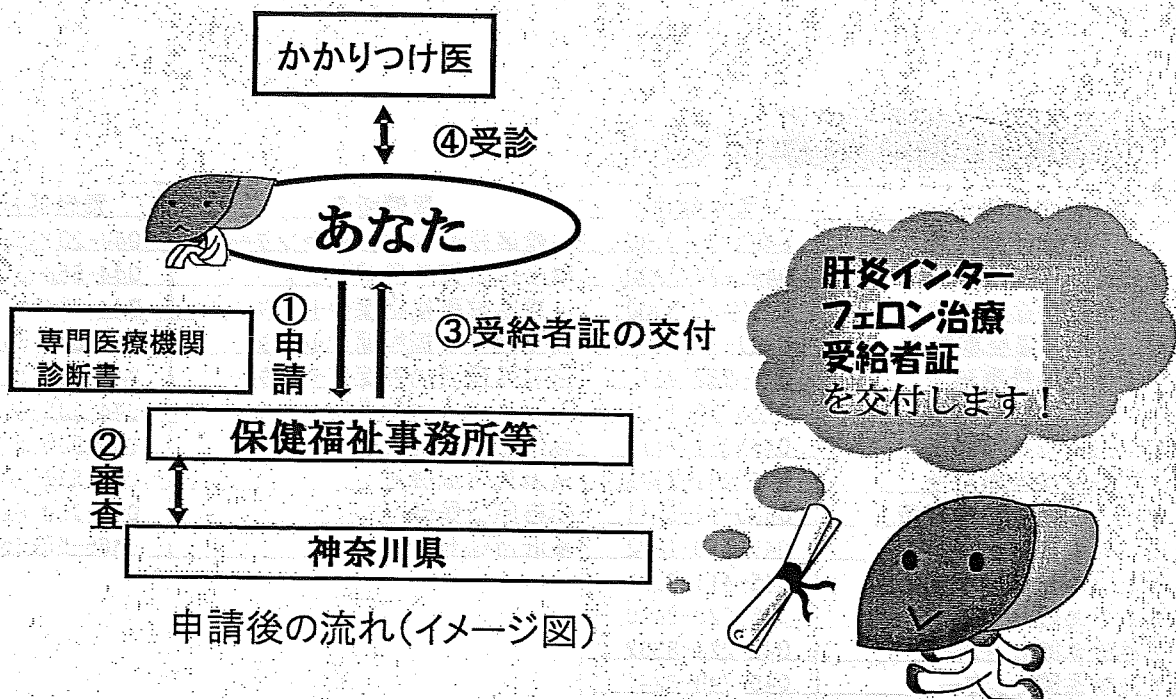 かかりつけ医
④受診
あなた
専門医療機関
診断書
①申請
③受給者証の交付
保健福祉事務所等
②審査
神奈川県
申請後の流れ(イメージ図)
肝炎インター
フェロン治療
受給者証
を交付します!